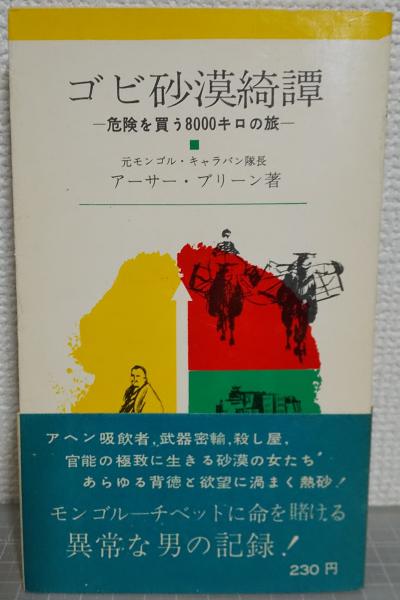 ゴビ砂漠綺譚
―危険を買う8000キロの旅―
元モンゴル・キャラバン隊長
アーサー・ブリーン著
アヘン吸飲者,武器密輸,殺し屋,
官能の極致に生きる砂漠の女たち
あらゆる背徳と欲望に渦まく熱砂!
モンゴル―チベットに命を賭ける
異常な男の記録!
230円